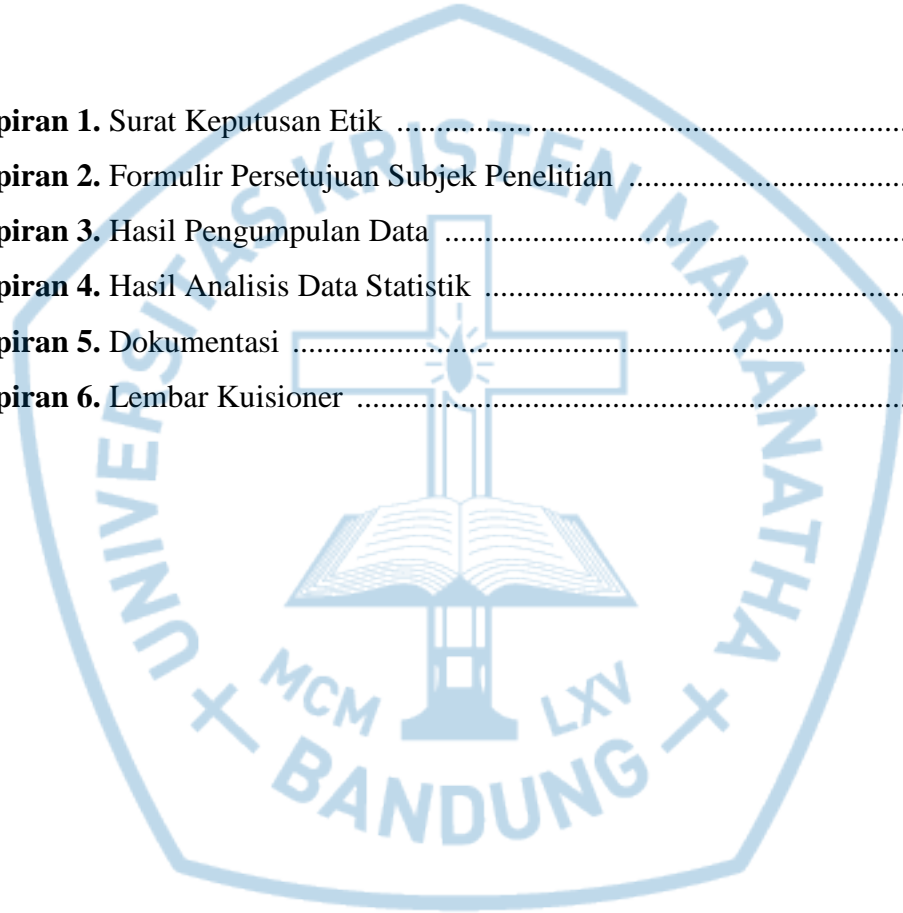 piran 1. Surat Keputusan Etik ................................................................
piran 2. Formulir Persetujuan Subjek Penelitian ...................................
piran 3. Hasil Pengumpulan Data ..........................................................
piran 4. Hasil Analisis Data Statistik .....................................................
piran 5. Dokumentasi .............................................................................
piran 6. Lembar Kuisioner .....................................................................
UNIVERSITAS KRISTEN MARANATHA
MCM LXV
BANDUNG